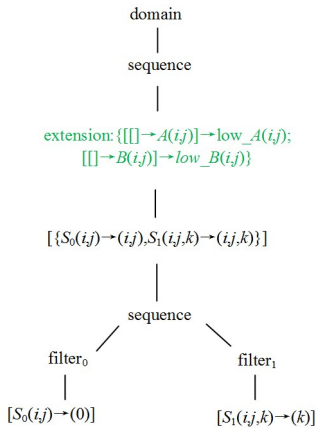 domain
sequence
extension:{[[]→A(i,j)]→low_A(i,j);
[[]→B(i,j)]→low_B(i,j)}
[{S₀(i,j)→(i,j),S₁(i,j,k)→(i,j,k)}]
sequence
filter₀ filter₁
[S₀(i,j)→(0)] [S₁(i,j,k)→(k)]